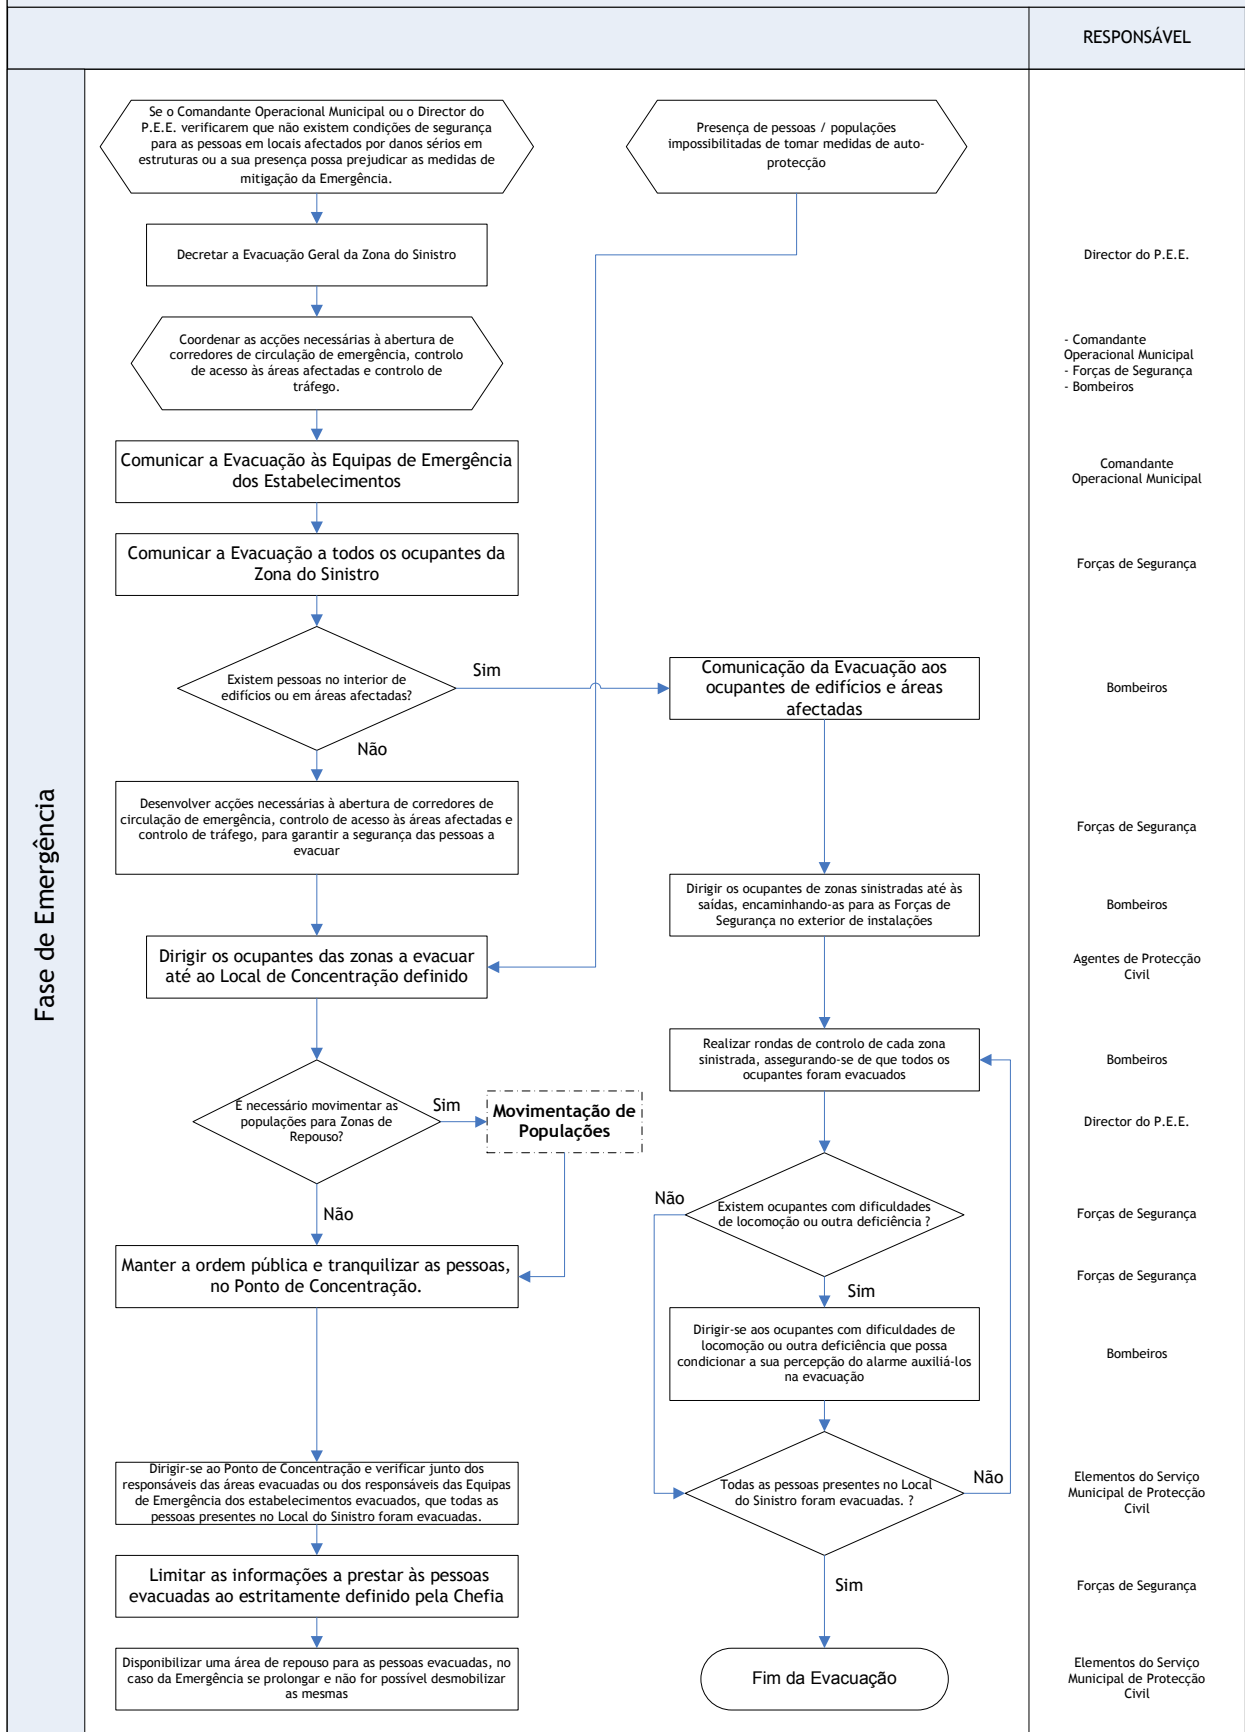 RESPONSÁVEL
Fase de Emergência
Se o Comandante Operacional Municipal ou o Director do
P.E.E. verificarem que não existem condições de segurança
para as pessoas em locais afectados por danos sérios em
estruturas ou a sua presença possa prejudicar as medidas de
mitigação da Emergência.
Presença de pessoas / populações
impossibilitadas de tomar medidas de auto-
protecção
Decretar a Evacuação Geral da Zona do Sinistro
Director do P.E.E.
Coordenar as acções necessárias à abertura de
corredores de circulação de emergência, controlo
de acesso às áreas afectadas e controlo de
tráfego.
- Comandante
Operacional Municipal
- Forças de Segurança
- Bombeiros
Comunicar a Evacuação às Equipas de Emergência
dos Estabelecimentos
Comandante
Operacional Municipal
Comunicar a Evacuação a todos os ocupantes da
Zona do Sinistro
Forças de Segurança
Existem pessoas no interior de
edifícios ou em áreas afectadas?
Sim
Não
Comunicação da Evacuação aos
ocupantes de edifícios e áreas
afectadas
Bombeiros
Desenvolver acções necessárias à abertura de corredores de
circulação de emergência, controlo de acesso às áreas afectadas e
controlo de tráfego, para garantir a segurança das pessoas a
evacuar
Forças de Segurança
Dirigir os ocupantes de zonas sinistradas até às
saídas, encaminhando-as para as Forças de
Segurança no exterior de instalações
Bombeiros
Dirigir os ocupantes das zonas a evacuar
até ao Local de Concentração definido
Agentes de Protecção
Civil
Realizar rondas de controlo de cada zona
sinistrada, assegurando-se de que todos os
ocupantes foram evacuados
Bombeiros
É necessário movimentar as
populações para Zonas de
Repouso?
Sim
Não
Movimentação de
Populações
Director do P.E.E.
Existem ocupantes com dificuldades
de locomoção ou outra deficiência ?
Não
Sim
Forças de Segurança
Manter a ordem pública e tranquilizar as pessoas,
no Ponto de Concentração.
Forças de Segurança
Dirigir-se aos ocupantes com dificuldades de
locomoção ou outra deficiência que possa
condicionar a sua percepção do alarme auxiliá-los
na evacuação
Bombeiros
Dirigir-se ao Ponto de Concentração e verificar junto dos
responsáveis das áreas evacuadas ou dos responsáveis das Equipas
de Emergência dos estabelecimentos evacuados, que todas as
pessoas presentes no Local do Sinistro foram evacuadas.
Todas as pessoas presentes no Local
do Sinistro foram evacuadas. ?
Não
Sim
Elementos do Serviço
Municipal de Protecção
Civil
Limitar as informações a prestar às pessoas
evacuadas ao estritamente definido pela Chefia
Forças de Segurança
Disponibilizar uma área de repouso para as pessoas evacuadas, no
caso da Emergência se prolongar e não for possível desmobilizar
as mesmas
Fim da Evacuação
Elementos do Serviço
Municipal de Protecção
Civil